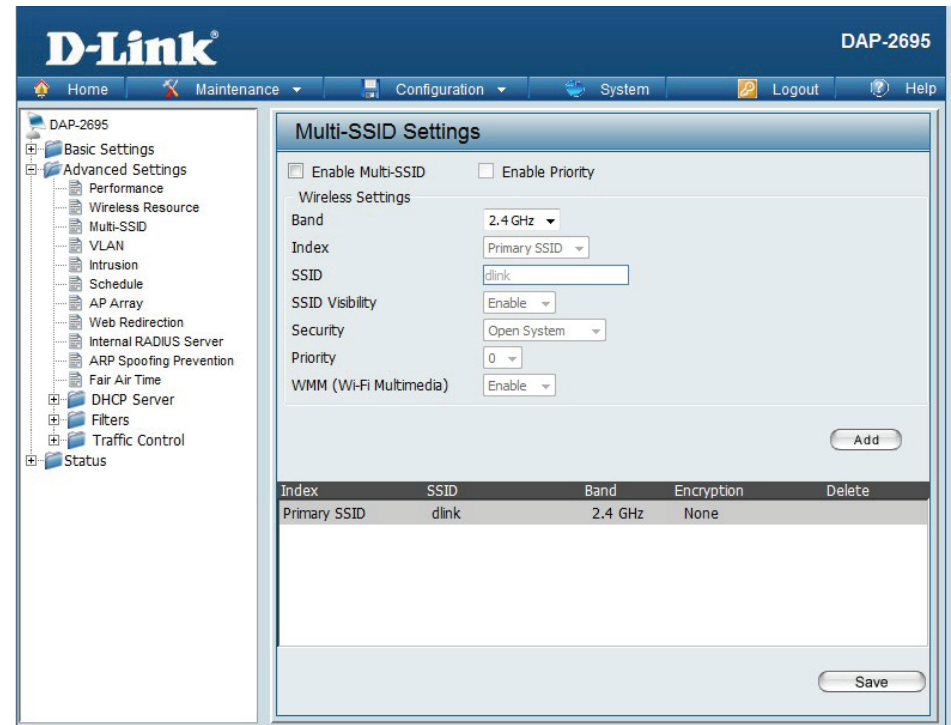 D-Link®
DAP-2695
Home Maintenance Configuration System Logout Help
DAP-2695
Basic Settings
Advanced Settings
Performance
Wireless Resource
Multi-SSID
VLAN
Intrusion
Schedule
AP Array
Web Redirection
Internal RADIUS Server
ARP Spoofing Prevention
Fair Air Time
DHCP Server
Filters
Traffic Control
Status
Multi-SSID Settings
Enable Multi-SSID Enable Priority
Wireless Settings
Band 2.4 GHz
Index Primary SSID
SSID dlink
SSID Visibility Enable
Security Open System
Priority 0
WMM (Wi-Fi Multimedia) Enable
Add
Index SSID Band Encryption Delete
Primary SSID dlink 2.4 GHz None
Save